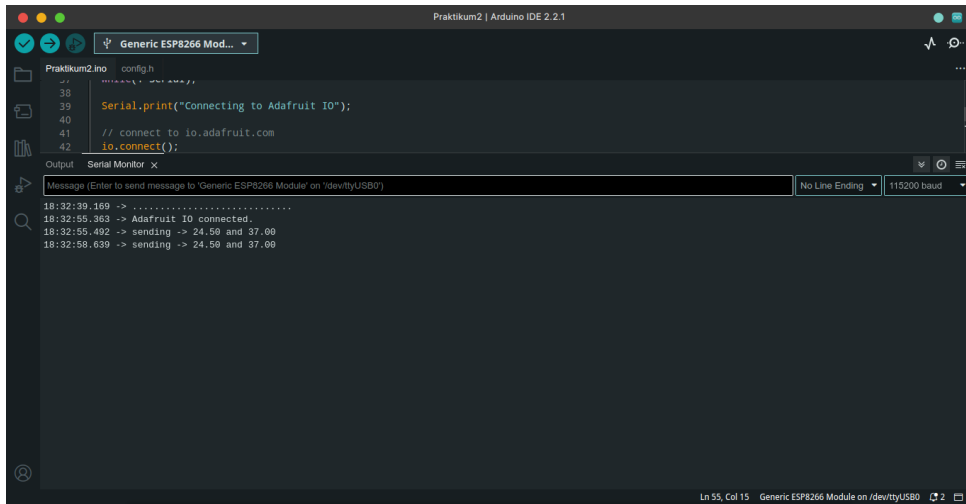 Praktikum2 | Arduino IDE 2.2.1
Generic ESP8266 Mod...
Praktikum2.ino config.h
37 while(! Serial);
38
39 Serial.print("Connecting to Adafruit IO");
40
41 // connect to io.adafruit.com
42 io.connect();
Output Serial Monitor
Message (Enter to send message to 'Generic ESP8266 Module' on '/dev/ttyUSB0') No Line Ending 115200 baud
18:32:39.169 -> .............................
18:32:55.363 -> Adafruit IO connected.
18:32:55.492 -> sending -> 24.50 and 37.00
18:32:58.639 -> sending -> 24.50 and 37.00
Ln 55, Col 15 Generic ESP8266 Module on /dev/ttyUSB0 2